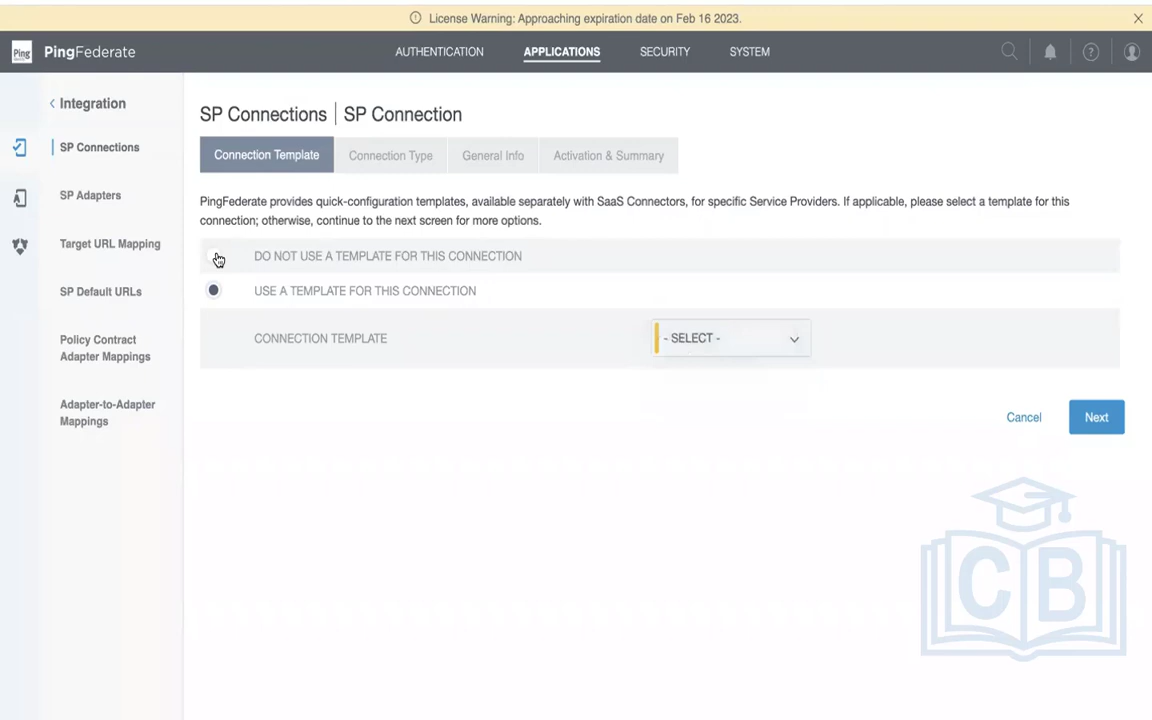 License Warning: Approaching expiration date on Feb 16 2023.
Ping
PingFederate
AUTHENTICATION
APPLICATIONS
SECURITY
SYSTEM
?
Integration
SP Connections
SP Adapters
Target URL Mapping
SP Default URLs
Policy Contract
Adapter Mappings
Adapter-to-Adapter
Mappings
SP Connections | SP Connection
Connection Template
Connection Type
General Info
Activation & Summary
PingFederate provides quick-configuration templates, available separately with SaaS Connectors, for specific Service Providers. If applicable, please select a template for this
connection; otherwise, continue to the next screen for more options.
DO NOT USE A TEMPLATE FOR THIS CONNECTION
USE A TEMPLATE FOR THIS CONNECTION
CONNECTION TEMPLATE
- SELECT -
Cancel
Next
CB